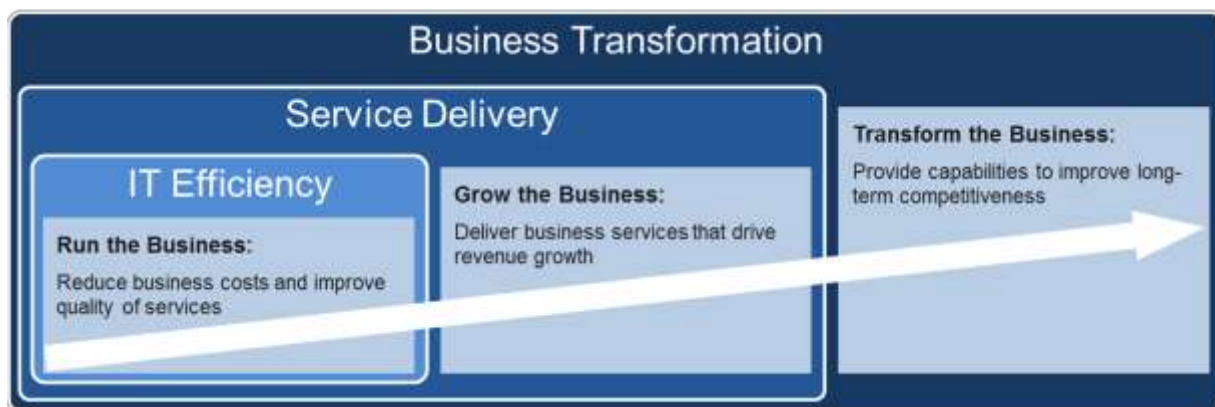 Business Transformation
Service Delivery
IT Efficiency
Run the Business:
Reduce business costs and improve
quality of services
Grow the Business:
Deliver business services that drive
revenue growth
Transform the Business:
Provide capabilities to improve long-
term competitiveness